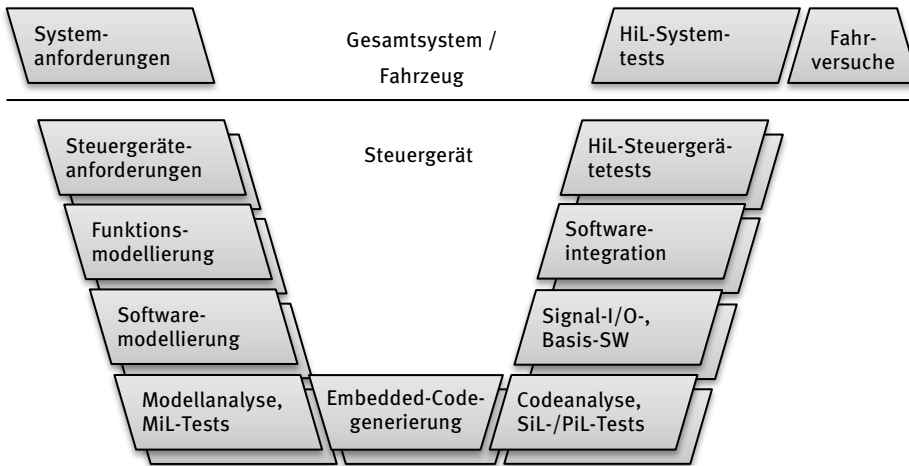 System-
anforderungen
Gesamtsystem /
Fahrzeug
HiL-System-
tests
Fahr-
versuche
Steuergeräte-
anforderungen
Steuergerät
HiL-Steuergerä-
tetests
Funktions-
modellierung
Software-
integration
Software-
modellierung
Signal-I/O-,
Basis-SW
Modellanalyse,
MiL-Tests
Embedded-Code-
generierung
Codeanalyse,
SiL-/PiL-Tests